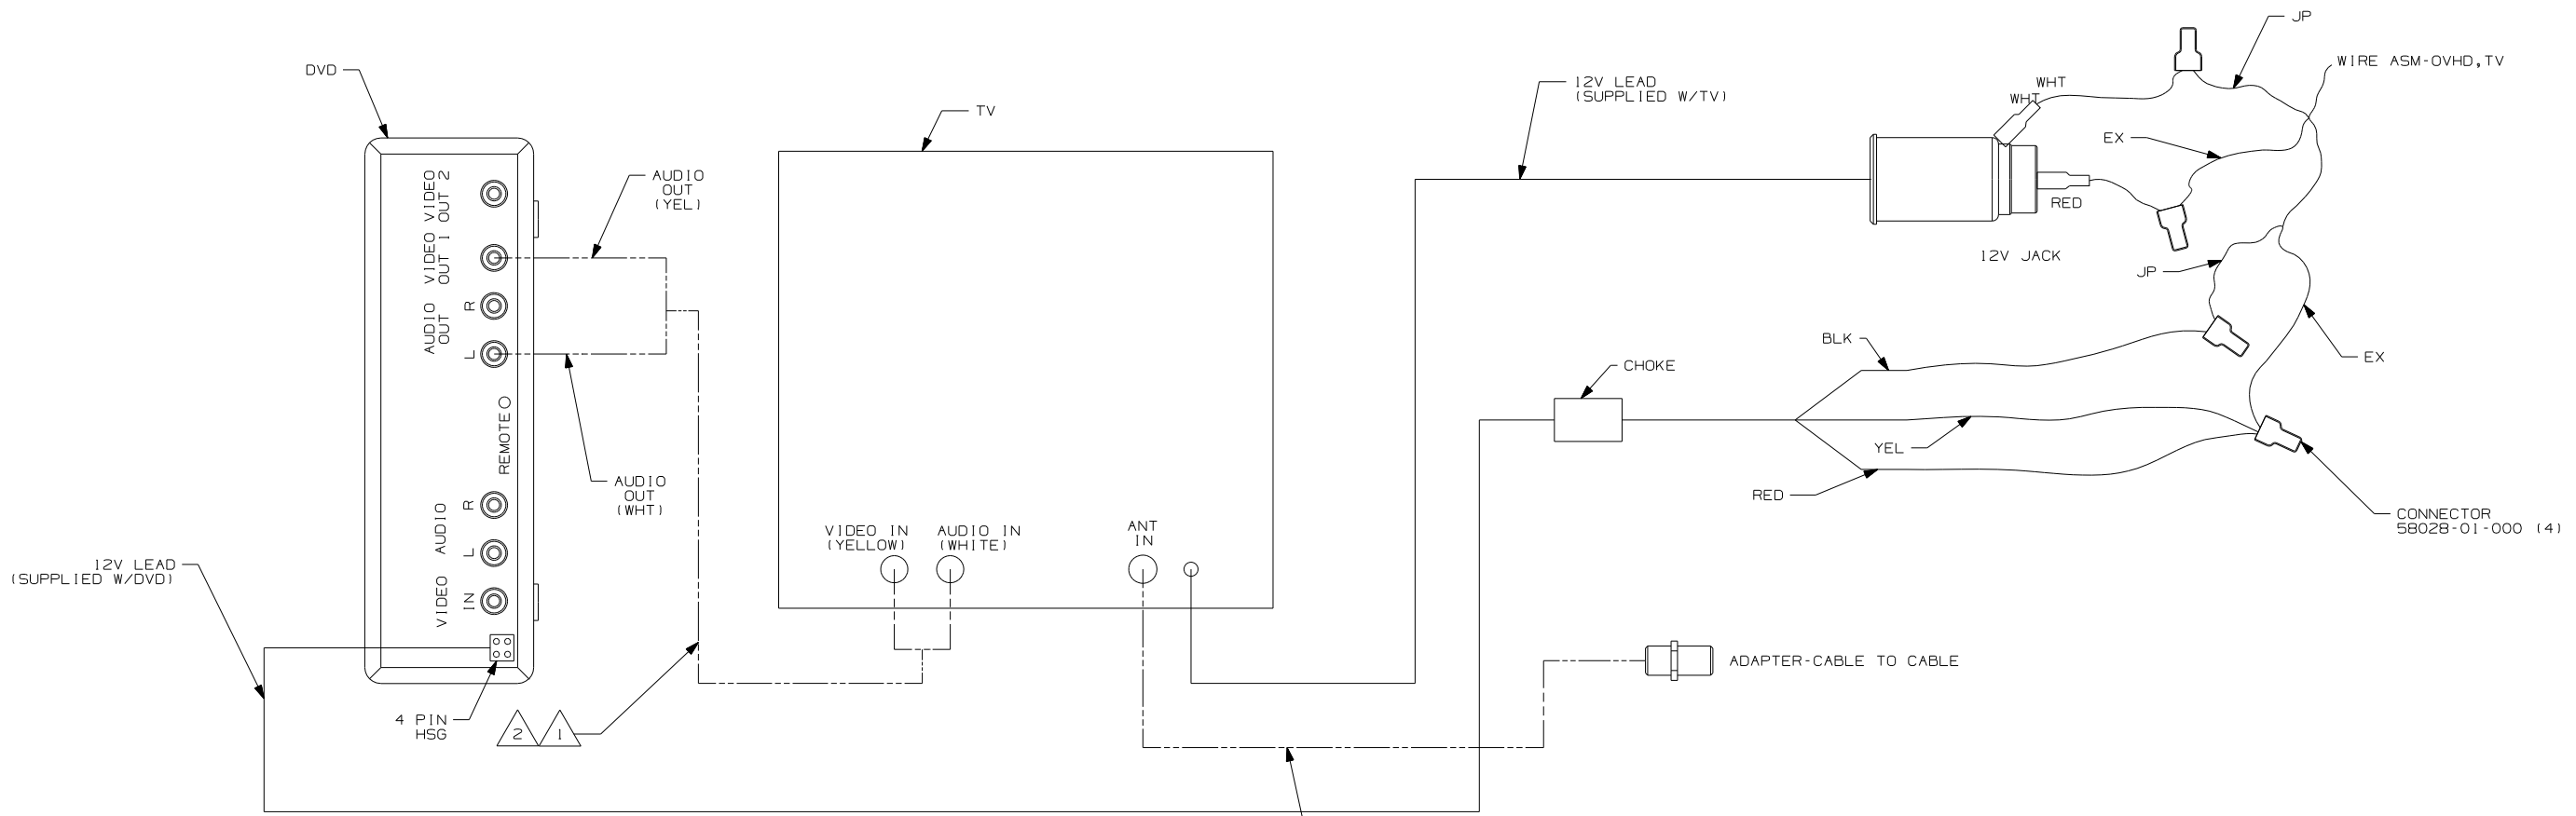 JP
WIRE ASM-OVHD,TV
DVD
12V LEAD
(SUPPLIED W/TV)
WHT
WHT
TV
EX
AUDIO
OUT
(YEL)
VIDEO
OUT 2
VIDEO
OUT 1
RED
12V JACK
JP
AUDIO
OUT
R
L
BLK
EX
CHOKE
REMOTE
YEL
AUDIO
OUT
(WHT)
RED
AUDIO
R
L
CONNECTOR
58028-01-000 (4)
VIDEO IN
(YELLOW)
AUDIO IN
(WHITE)
ANT
IN
12V LEAD
(SUPPLIED W/DVD)
VIDEO
IN
ADAPTER-CABLE TO CABLE
4 PIN
HSG
2
1